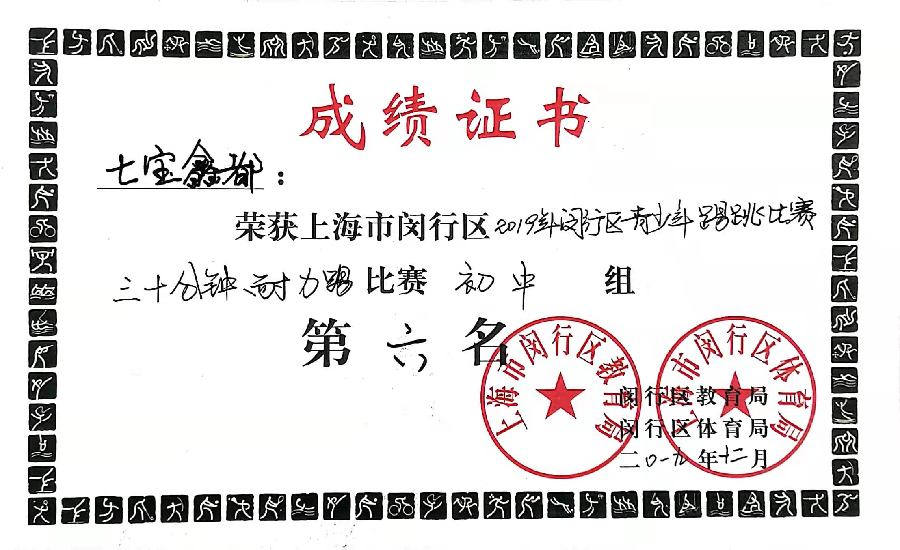 成绩证书
七宝鑫都：
荣获上海市闵行区2019年闵行区青少年踢跳比赛
三十分钟耐力踢比赛 初中 组
第六名
上海市闵行区教育局
上海市闵行区体育局
闵行区教育局
闵行区体育局
二〇一九年十二月